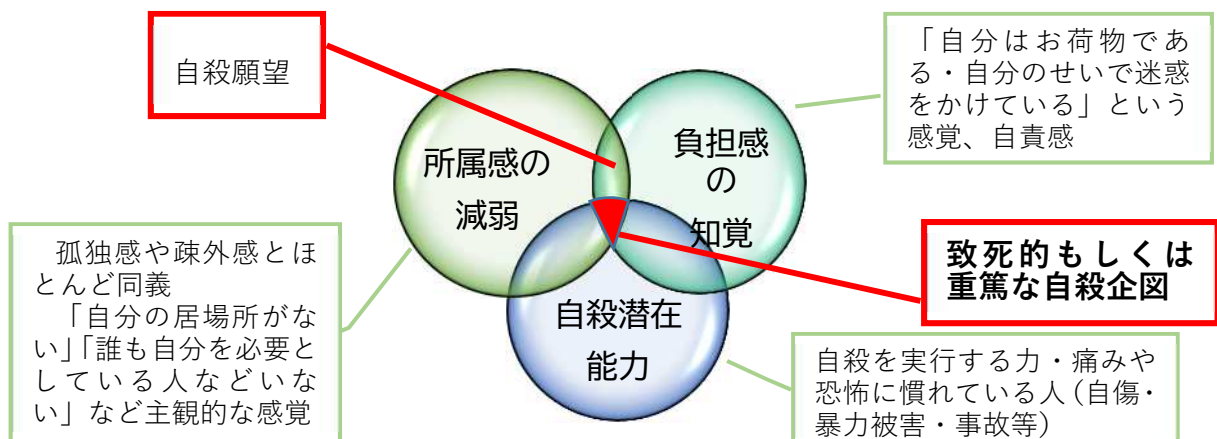 自殺願望
「自分はお荷物であ
る・自分のせいで迷惑
をかけている」という
感覚、自責感
所属感の
減弱
負担感
の
知覚
孤独感や疎外感とほ
とんど同義
「自分の居場所がな
い」「誰も自分を必要と
している人などいな
い」など主観的な感覚
致死的もしくは
重篤な自殺企図
自殺潜在
能力
自殺を実行する力・痛みや
恐怖に慣れている人（自傷・
暴力被害・事故等）